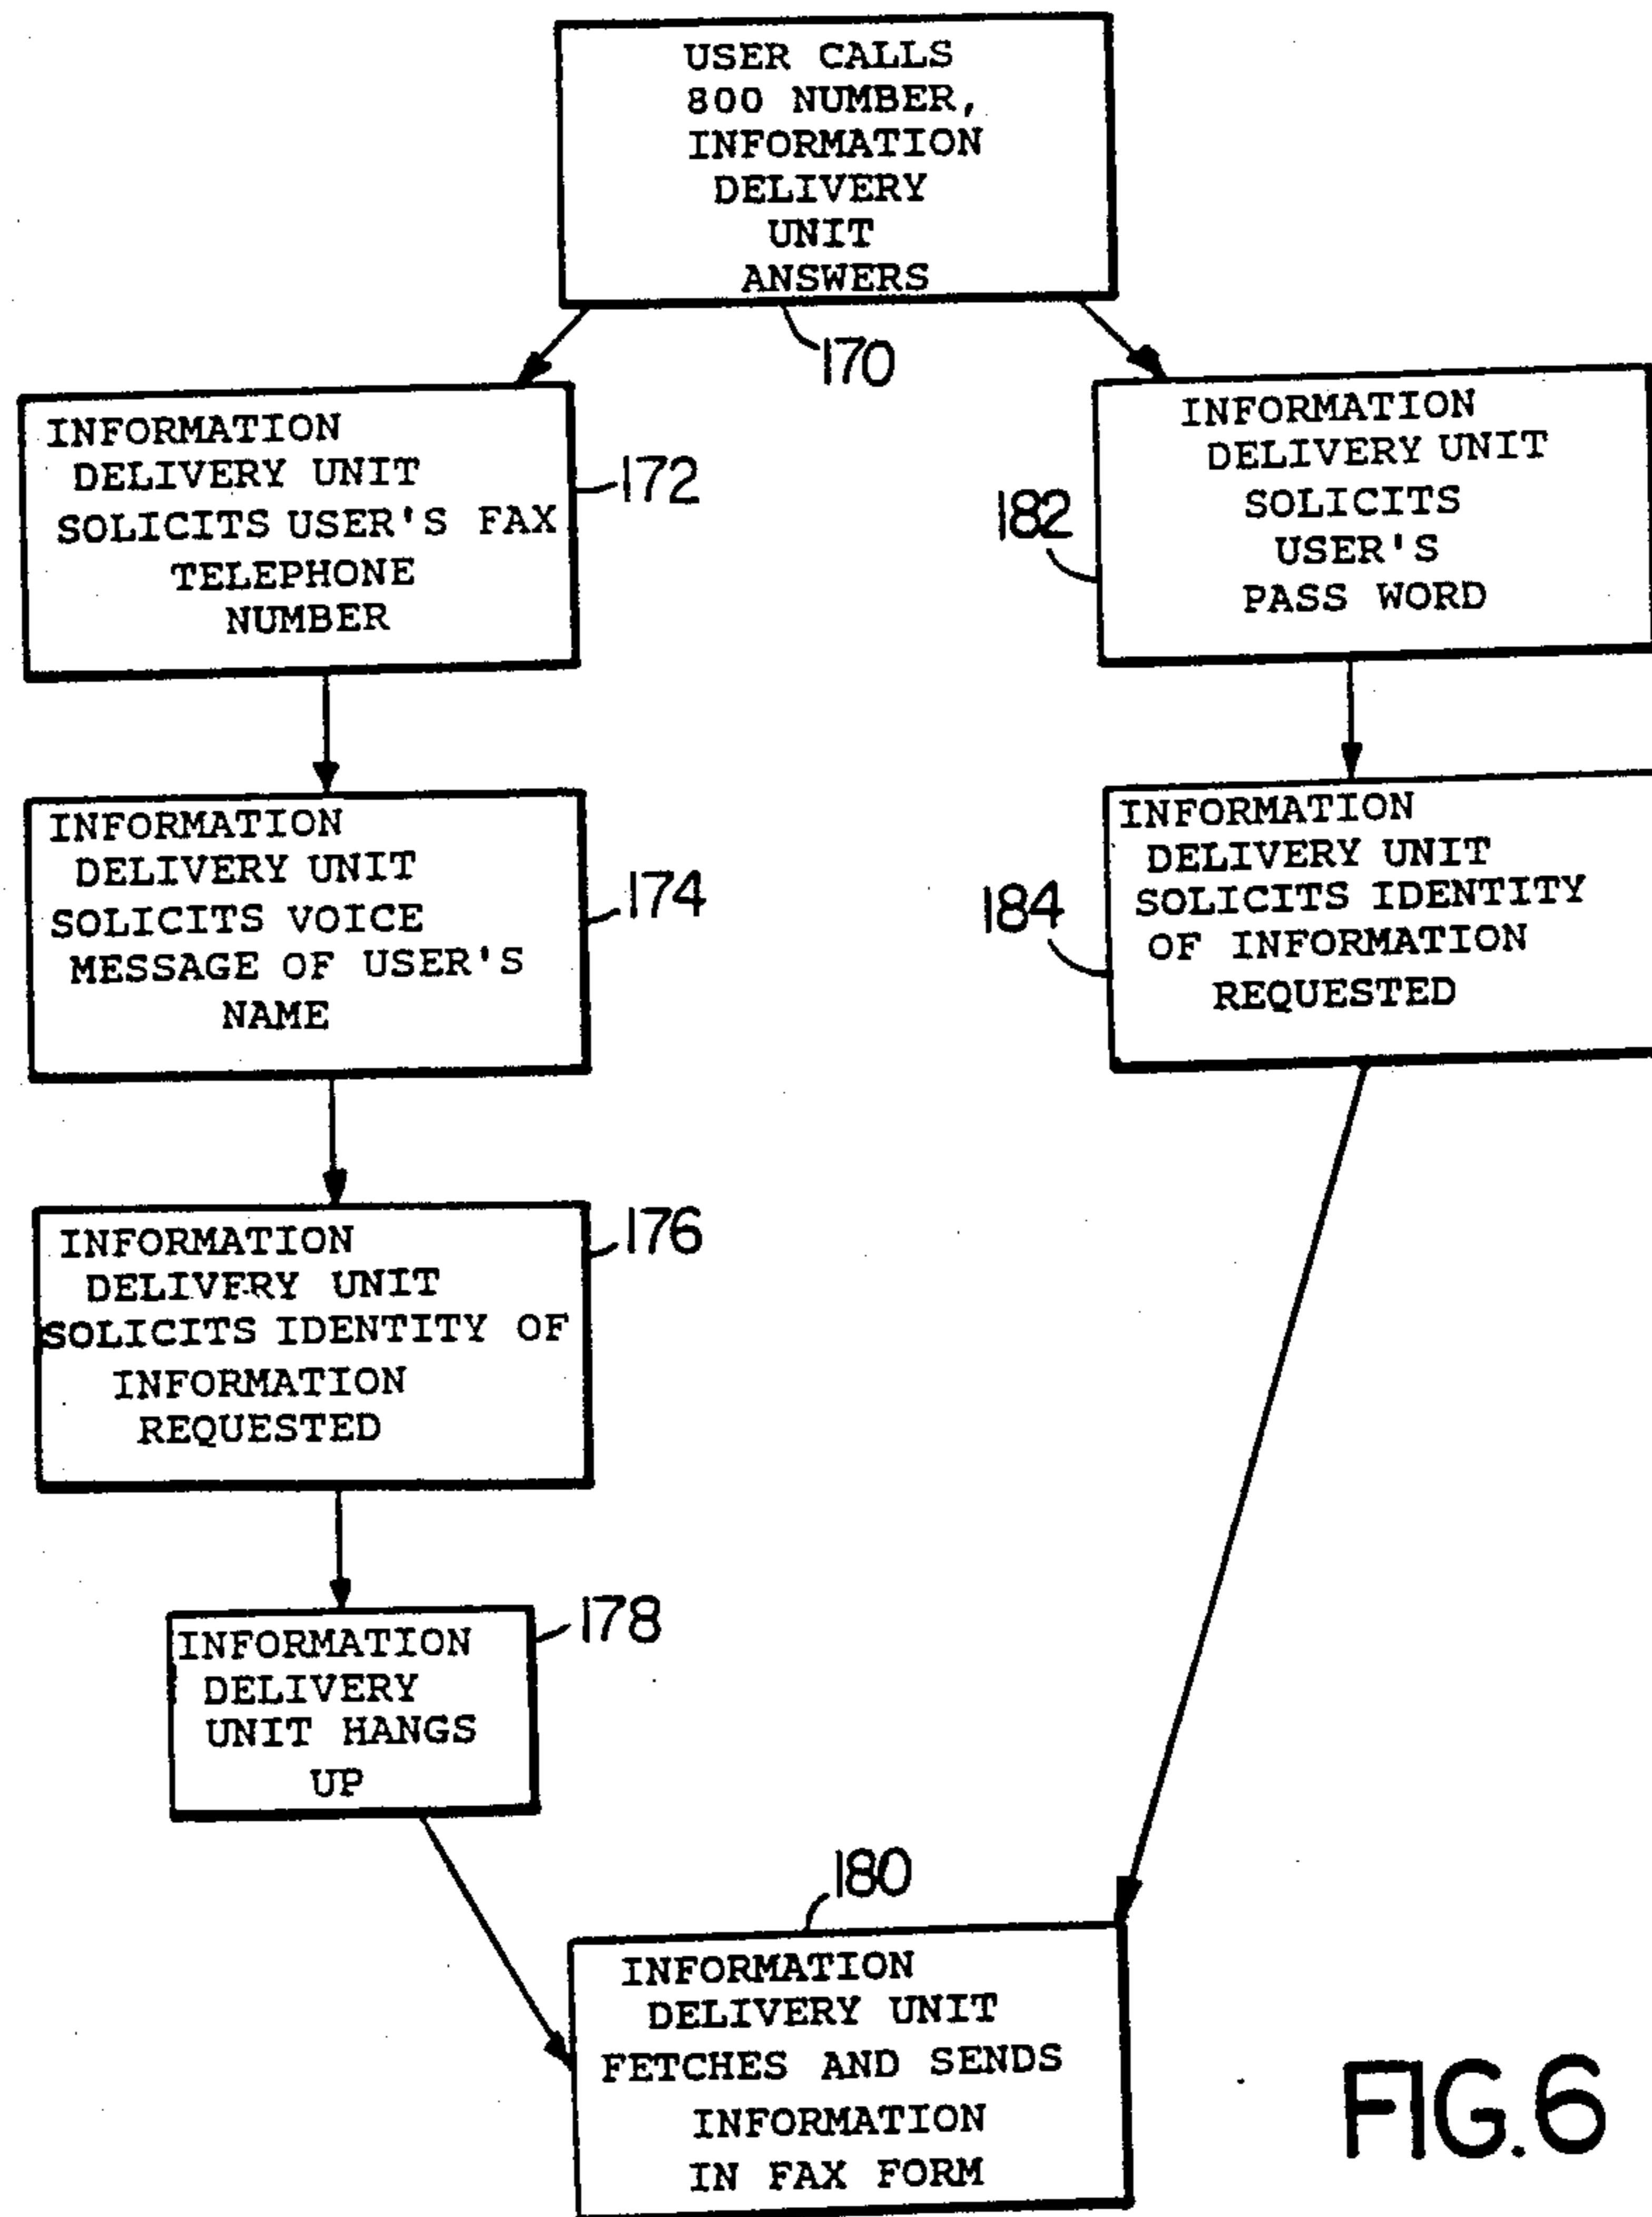 USER CALLS
800 NUMBER,
INFORMATION
DELIVERY
UNIT
ANSWERS
170
INFORMATION
DELIVERY UNIT
SOLICITS USER'S FAX
TELEPHONE
NUMBER
172
182
INFORMATION
DELIVERY UNIT
SOLICITS
USER'S
PASS WORD
INFORMATION
DELIVERY UNIT
SOLICITS VOICE
MESSAGE OF USER'S
NAME
174
184
INFORMATION
DELIVERY UNIT
SOLICITS IDENTITY
OF INFORMATION
REQUESTED
INFORMATION
DELIVERY UNIT
SOLICITS IDENTITY OF
INFORMATION
REQUESTED
176
INFORMATION
DELIVERY
UNIT HANGS
UP
178
180
INFORMATION
DELIVERY UNIT
FETCHES AND SENDS
INFORMATION
IN FAX FORM
FIG.6